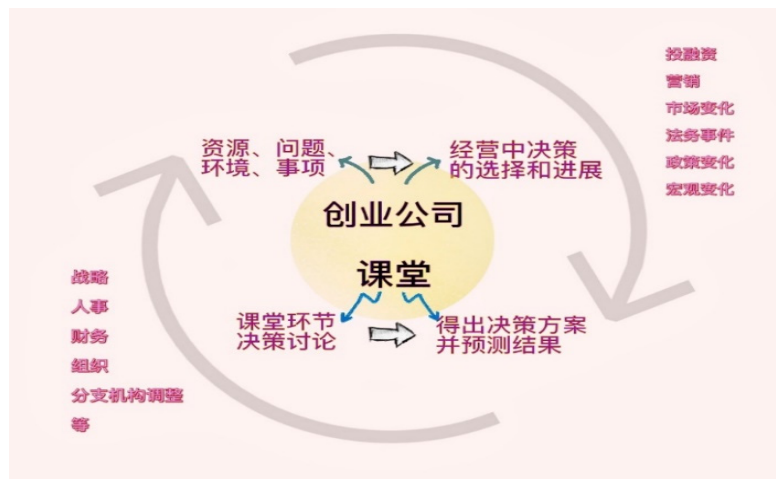 投融资
营销
市场变化
法务事件
政策变化
宏观变化
资源、问题、
环境、事项
经营中决策
的选择和进展
创业公司
课堂
课堂环节
决策讨论
得出决策方案
并预测结果
战略
人事
财务
组织
分支机构调整
等